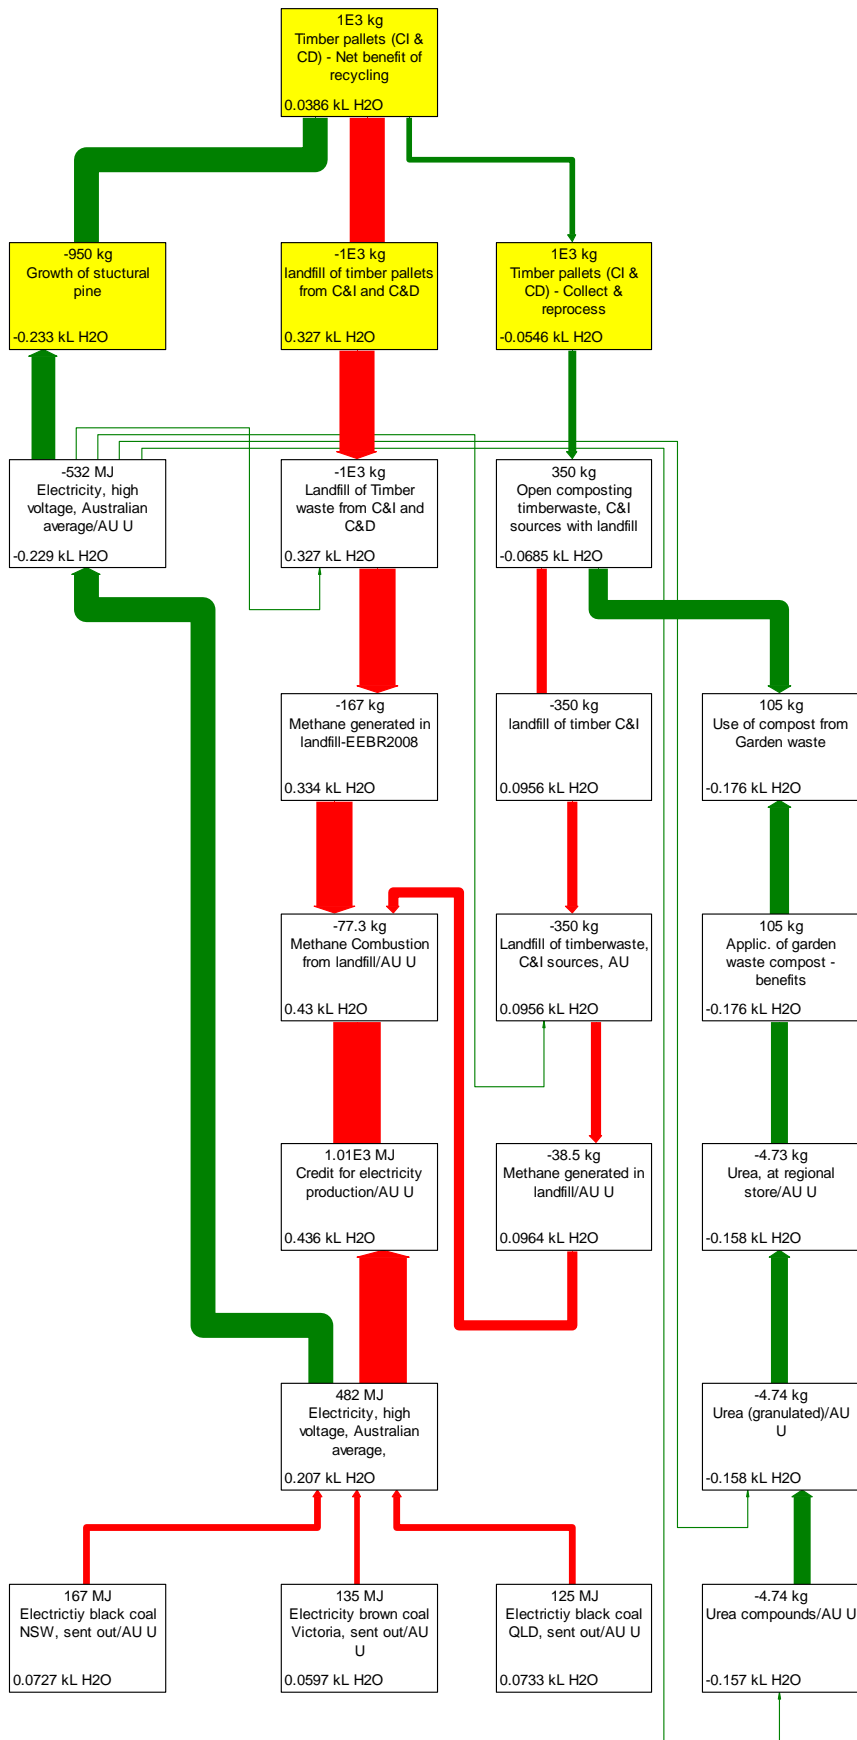 1E3 kg
Timber pallets (CI &
CD) - Net benefit of
recycling
0.0386 kL H2O
-950 kg
Growth of stuctural
pine
-0.233 kL H2O
-1E3 kg
landfill of timber pallets
from C&I and C&D
0.327 kL H2O
1E3 kg
Timber pallets (CI &
CD) - Collect &
reprocess
-0.0546 kL H2O
-532 MJ
Electricity, high
voltage, Australian
average/AU U
-0.229 kL H2O
-1E3 kg
Landfill of Timber
waste from C&I and
C&D
0.327 kL H2O
350 kg
Open composting
timberwaste, C&I
sources with landfill
-0.0685 kL H2O
-167 kg
Methane generated in
landfill-EEBR2008
0.334 kL H2O
-350 kg
landfill of timber C&I
0.0956 kL H2O
105 kg
Use of compost from
Garden waste
-0.176 kL H2O
-77.3 kg
Methane Combustion
from landfill/AU U
0.43 kL H2O
-350 kg
Landfill of timberwaste,
C&I sources, AU
0.0956 kL H2O
105 kg
Applic. of garden
waste compost -
benefits
-0.176 kL H2O
1.01E3 MJ
Credit for electricity
production/AU U
0.436 kL H2O
-38.5 kg
Methane generated in
landfill/AU U
0.0964 kL H2O
-4.73 kg
Urea, at regional
store/AU U
-0.158 kL H2O
482 MJ
Electricity, high
voltage, Australian
average,
0.207 kL H2O
-4.74 kg
Urea (granulated)/AU
U
-0.158 kL H2O
167 MJ
Electrictiy black coal
NSW, sent out/AU U
0.0727 kL H2O
135 MJ
Electricity brown coal
Victoria, sent out/AU
U
0.0597 kL H2O
125 MJ
Electrictiy black coal
QLD, sent out/AU U
0.0733 kL H2O
-4.74 kg
Urea compounds/AU U
-0.157 kL H2O